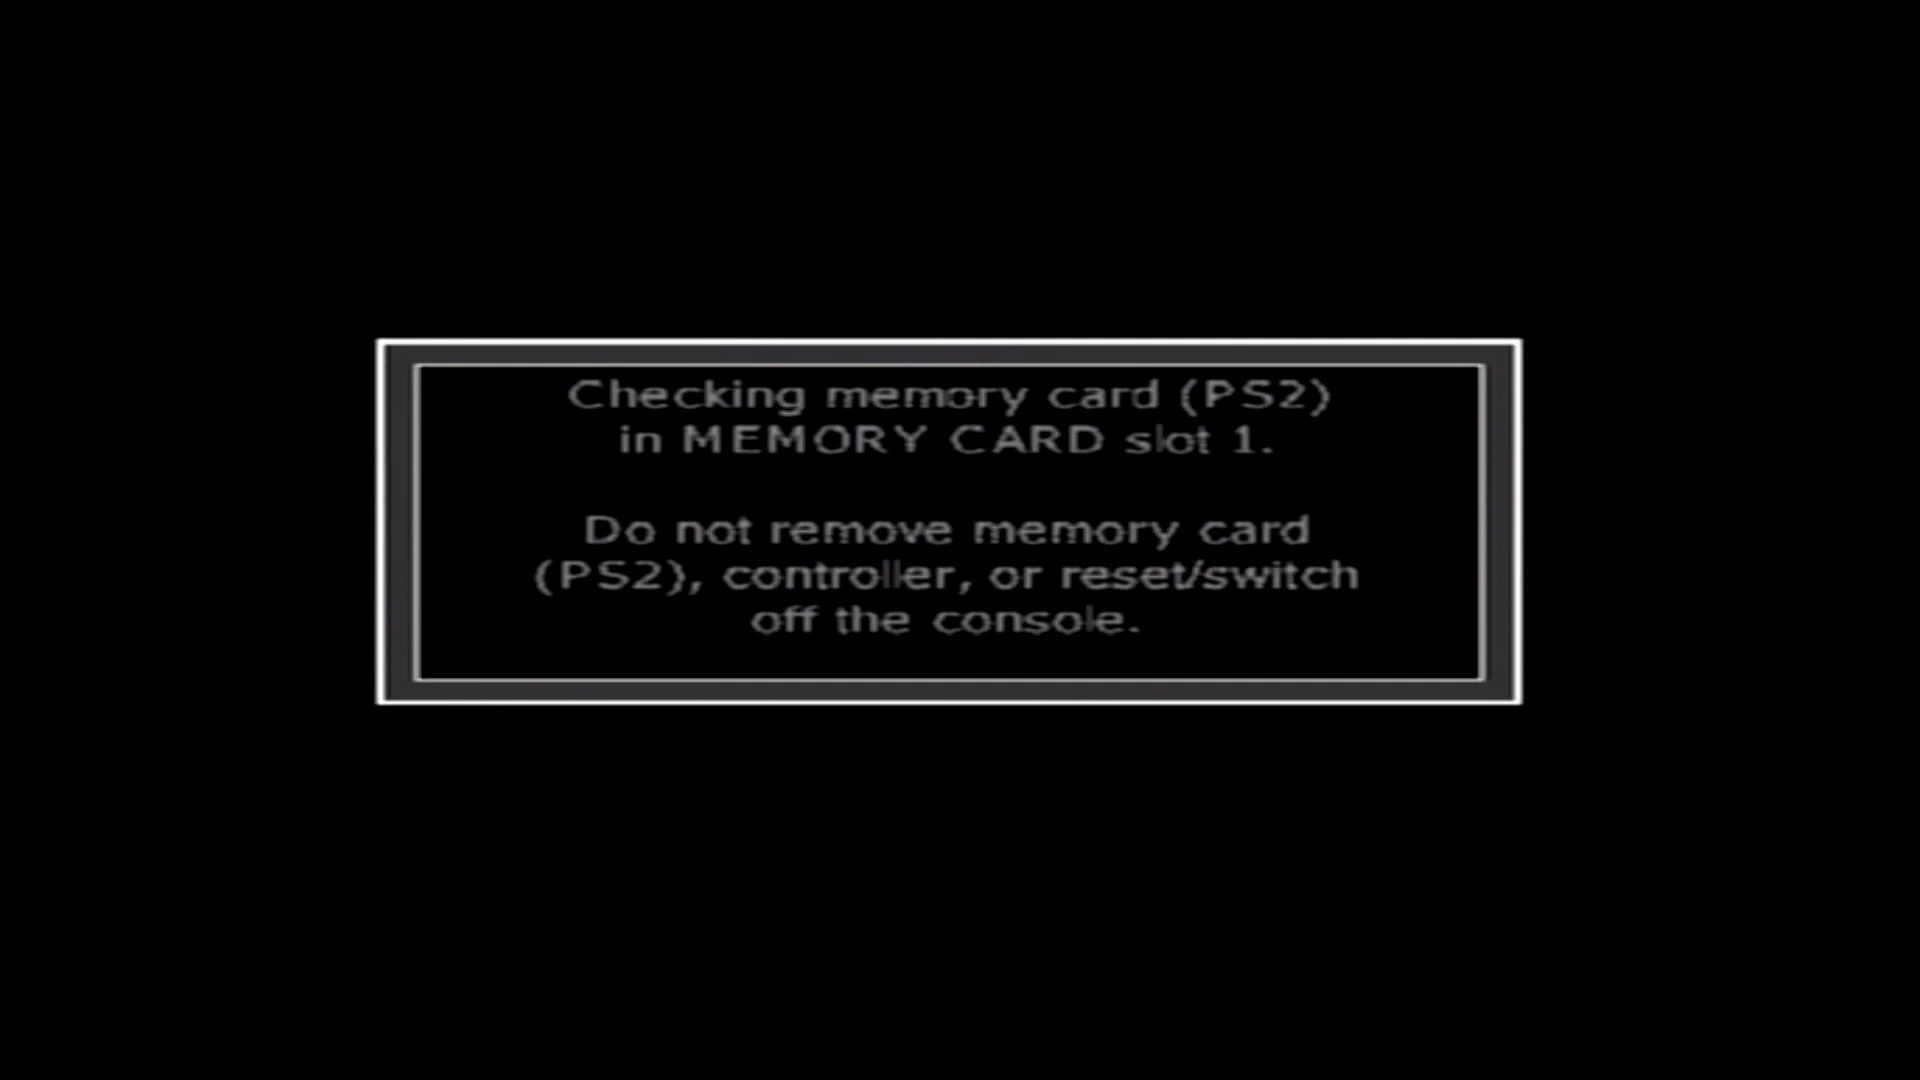 Checking memory card (PS2)
in MEMORY CARD slot 1.
Do not remove memory card
(PS2), controller, or reset/switch
off the console.